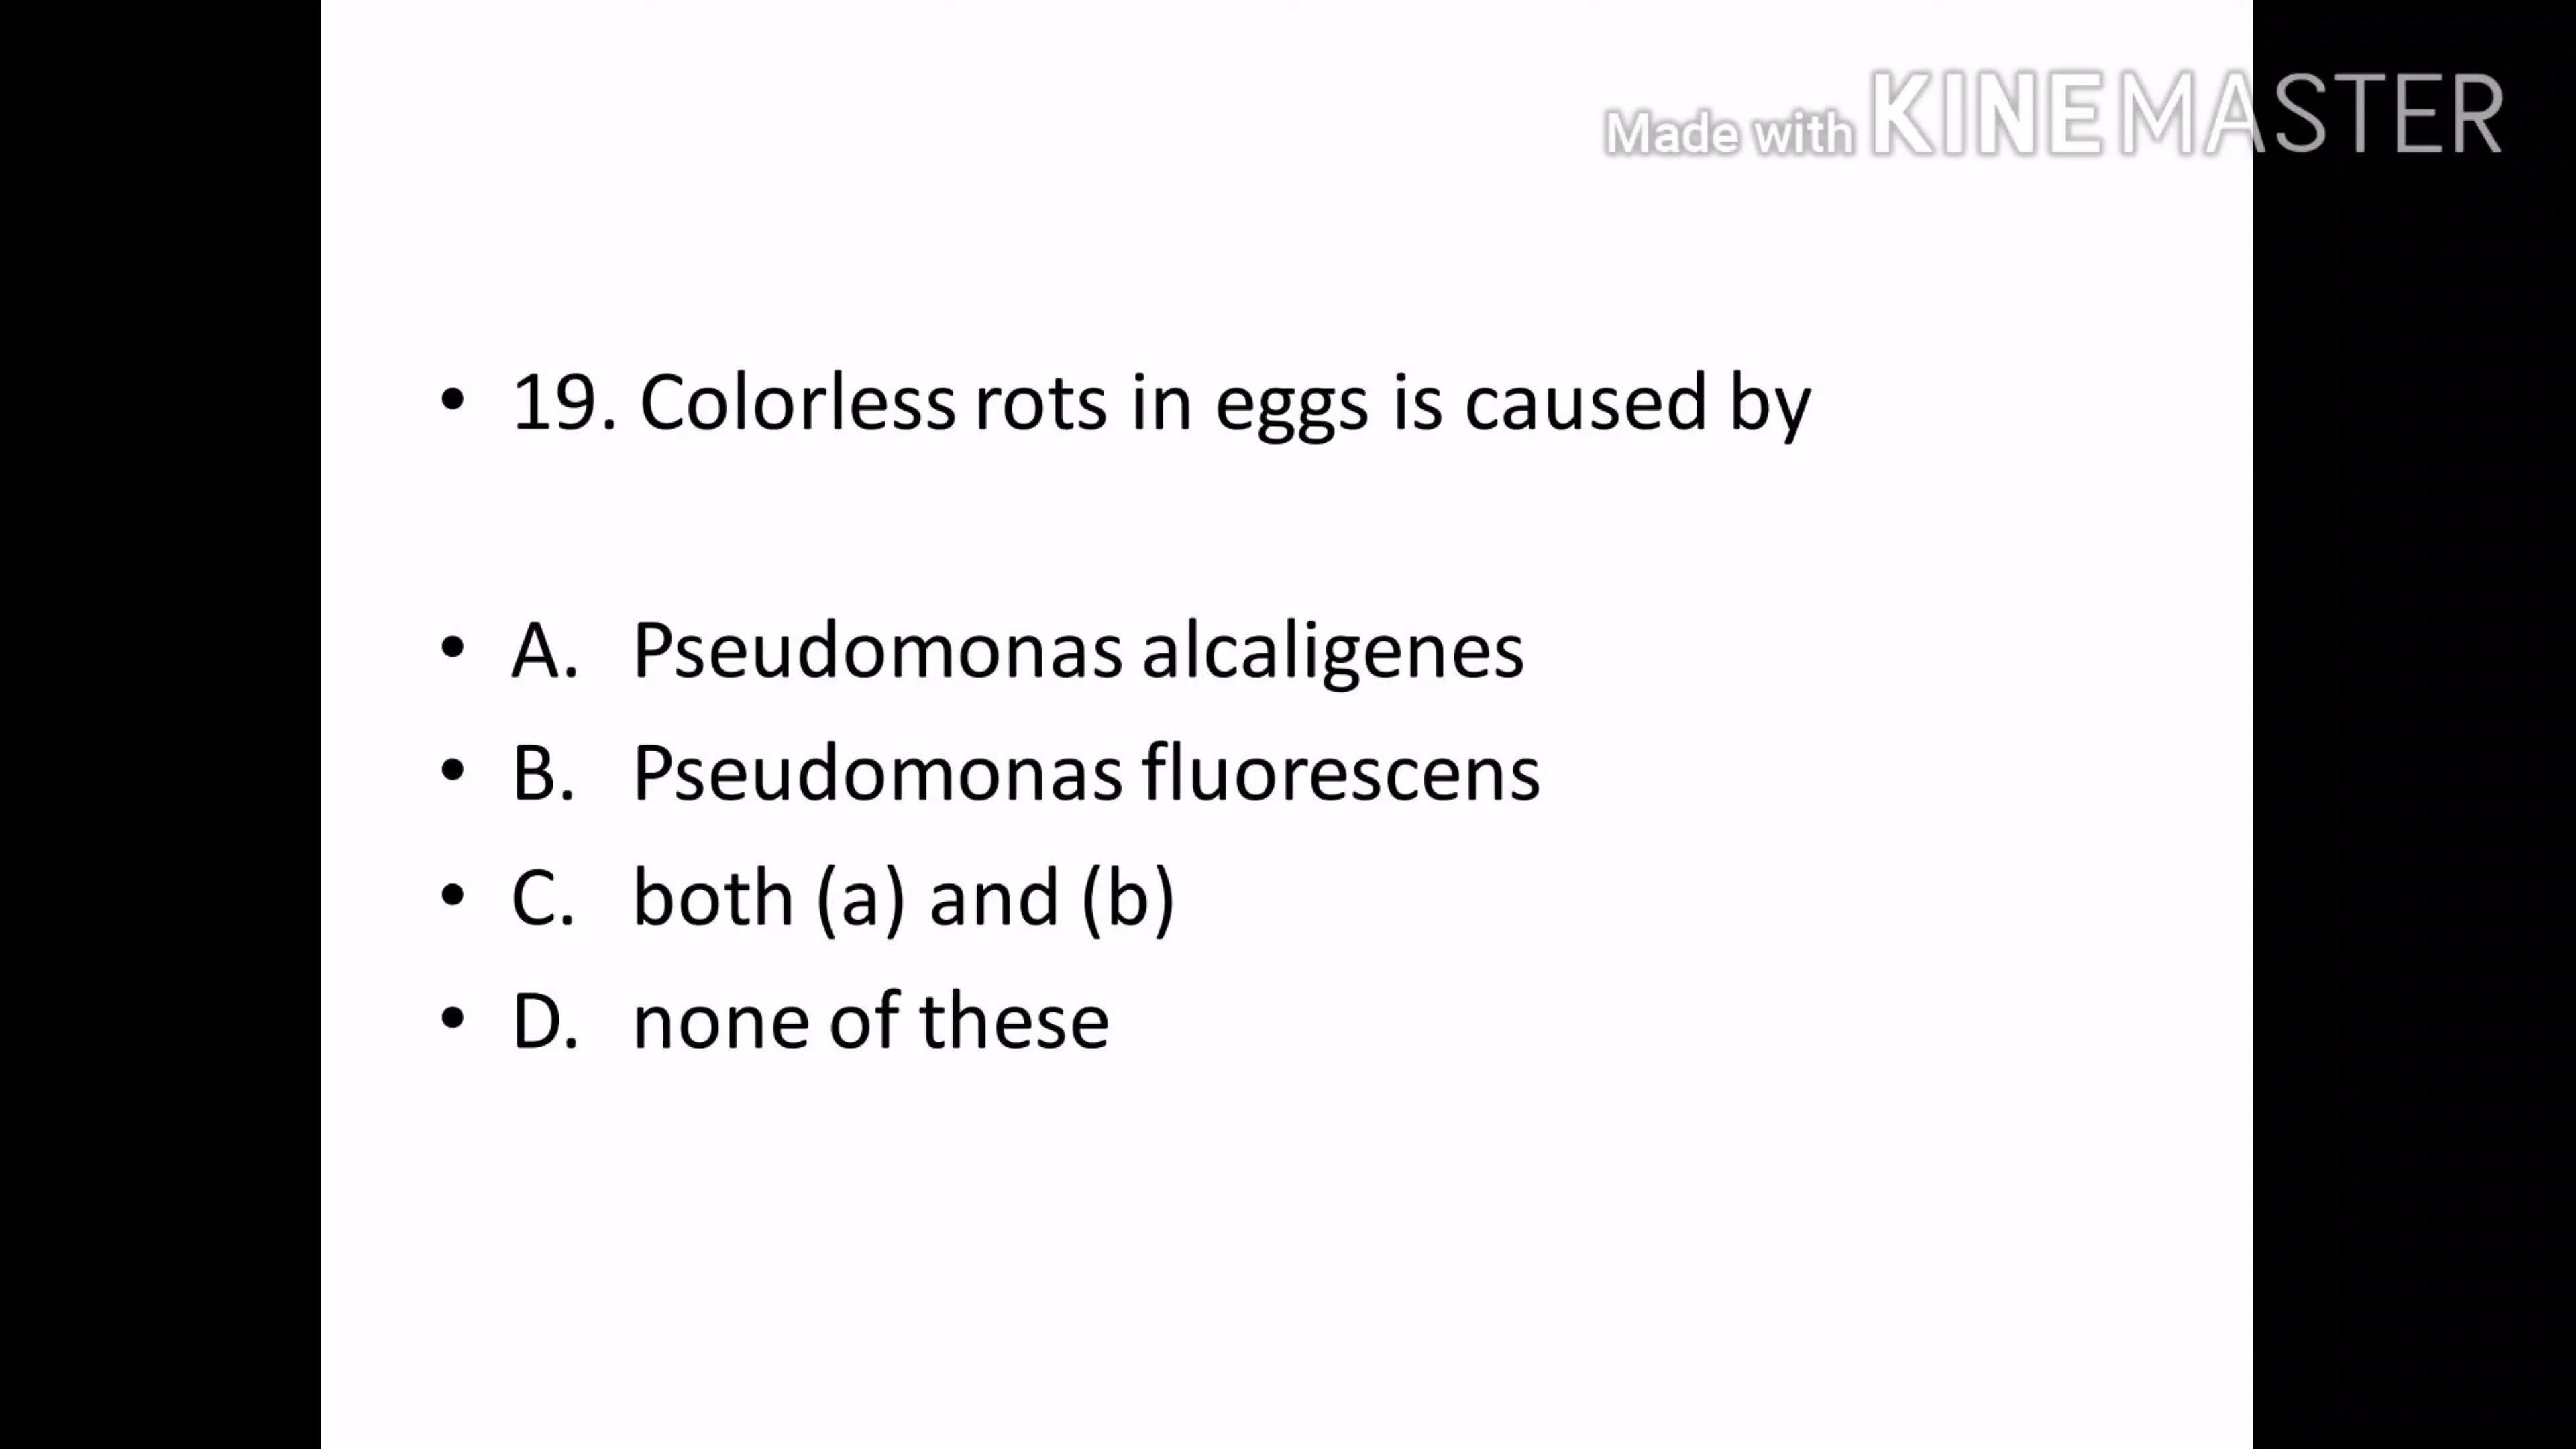 Made with KINEMASTER
• 19. Colorless rots in eggs is caused by
• A. Pseudomonas alcaligenes
• B. Pseudomonas fluorescens
• C. both (a) and (b)
• D. none of these